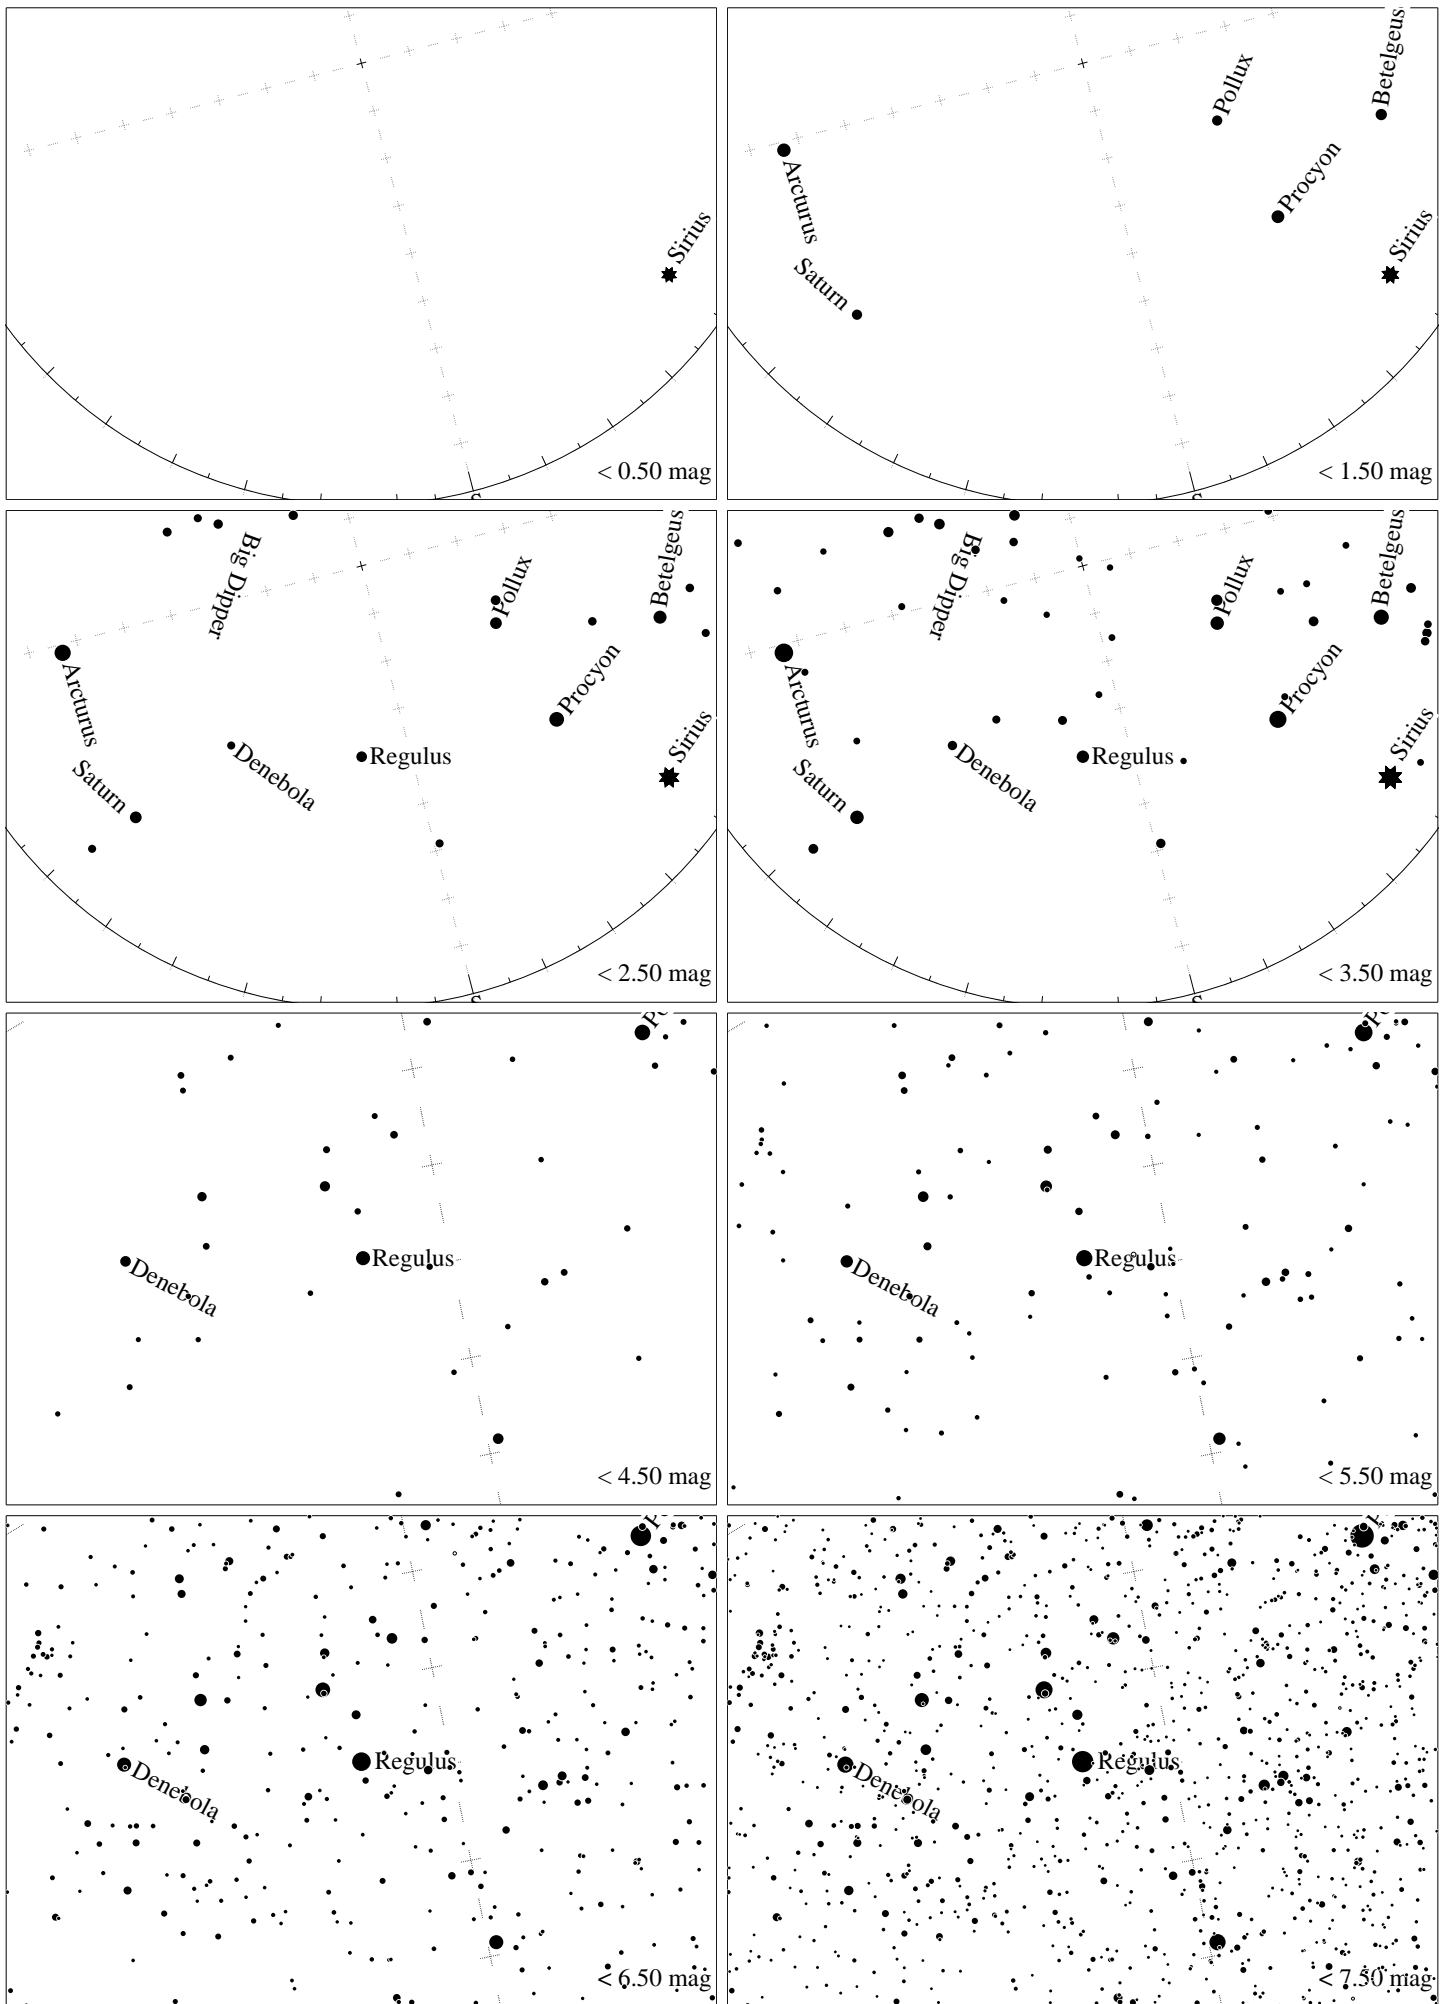 Sirius
S
< 0.50 mag
Betelgeus
Pollux
Procyon
Arcturus
Sirius
Saturn
S
< 1.50 mag
Betelgeus
Big Dipper
Pollux
Procyon
Arcturus
Sirius
Saturn
Denebola
Regulus
S
< 2.50 mag
Betelgeus
Big Dipper
Pollux
Procyon
Arcturus
Sirius
Saturn
Denebola
Regulus
S
< 3.50 mag
Regulus
Denebola
< 4.50 mag
Regulus
Denebola
< 5.50 mag
Regulus
Denebola
< 6.50 mag
Regulus
Denebola
< 7.50 mag